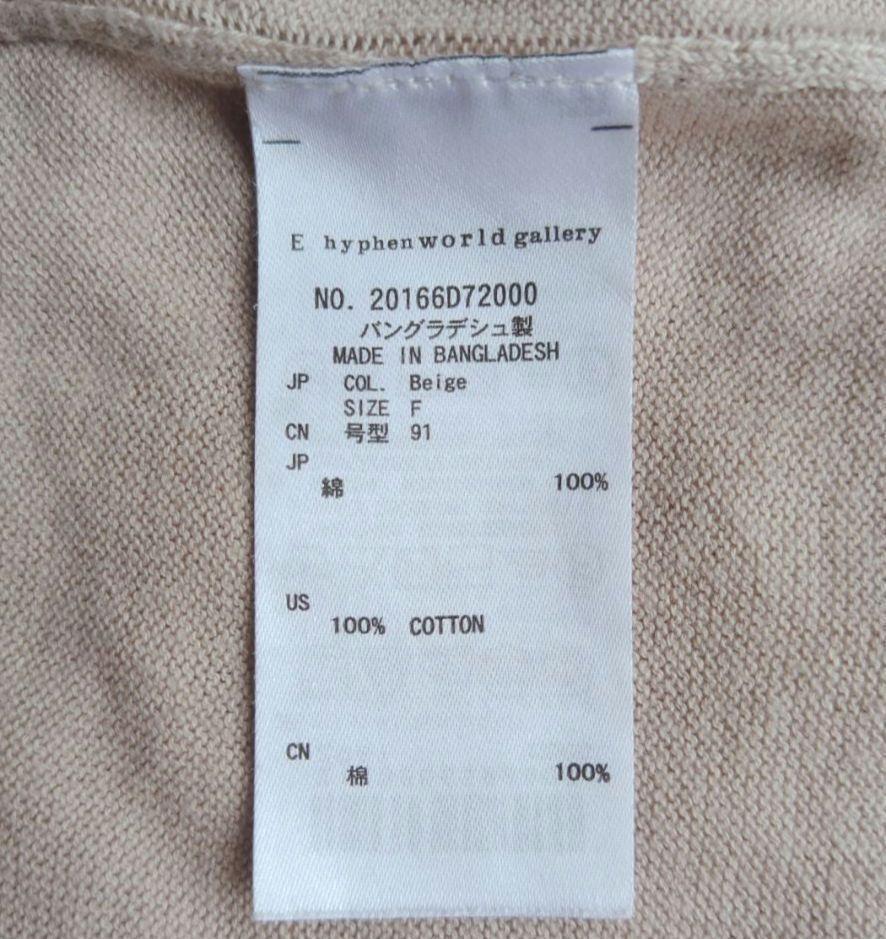 E hyphen world gallery
NO. 20166D72000
バングラデシュ製
MADE IN BANGLADESH
JP COL. Beige
SIZE F
CN 号型 91
JP
綿 100%
US
100% COTTON
CN
棉 100%